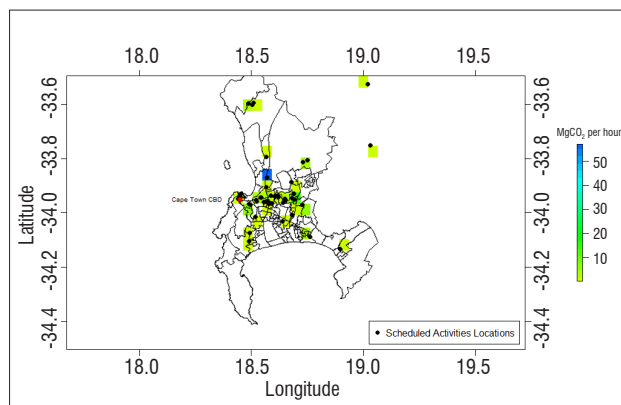 18.0 18.5 19.0 19.5
-33.6
-33.8
-34.0
-34.2
-34.4
Latitude
Cape Town CBD
-33.6
-33.8
-34.0
-34.2
-34.4
MgCO₂ per hour
50
40
30
20
10
Scheduled Activities Locations
18.0 18.5 19.0 19.5
Longitude